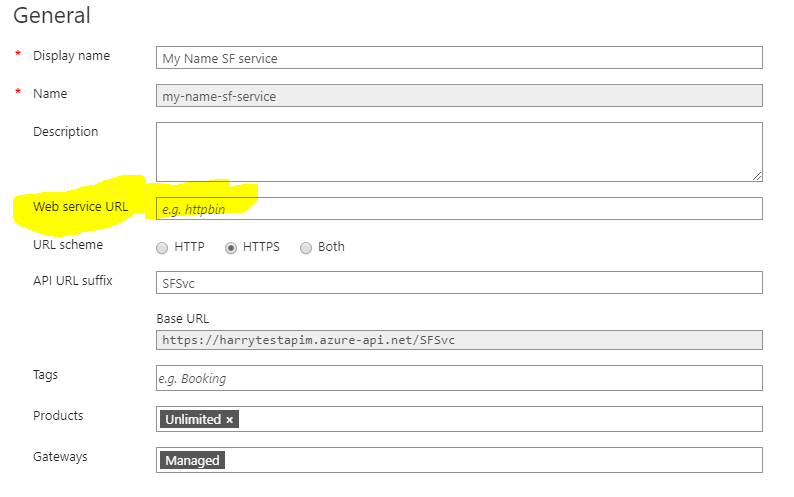 General
* Display name My Name SF service
* Name my-name-sf-service
Description
Web service URL e.g. httpbin
URL scheme HTTP HTTPS Both
API URL suffix SFSvc
Base URL
https://harrytestapim.azure-api.net/SFSvc
Tags e.g. Booking
Products Unlimited ×
Gateways Managed